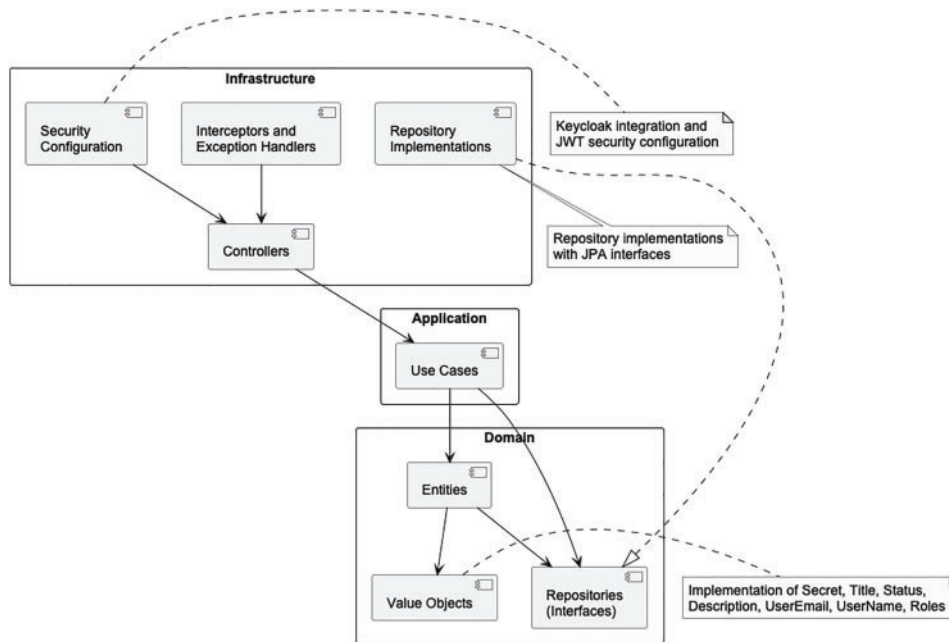 Infrastructure
Security
Configuration
Interceptors and
Exception Handlers
Repository
Implementations
Keycloak integration and
JWT security configuration
Controllers
Repository implementations
with JPA interfaces
Application
Use Cases
Domain
Entities
Value Objects
Repositories
(Interfaces)
Implementation of Secret, Title, Status,
Description, UserEmail, UserName, Roles